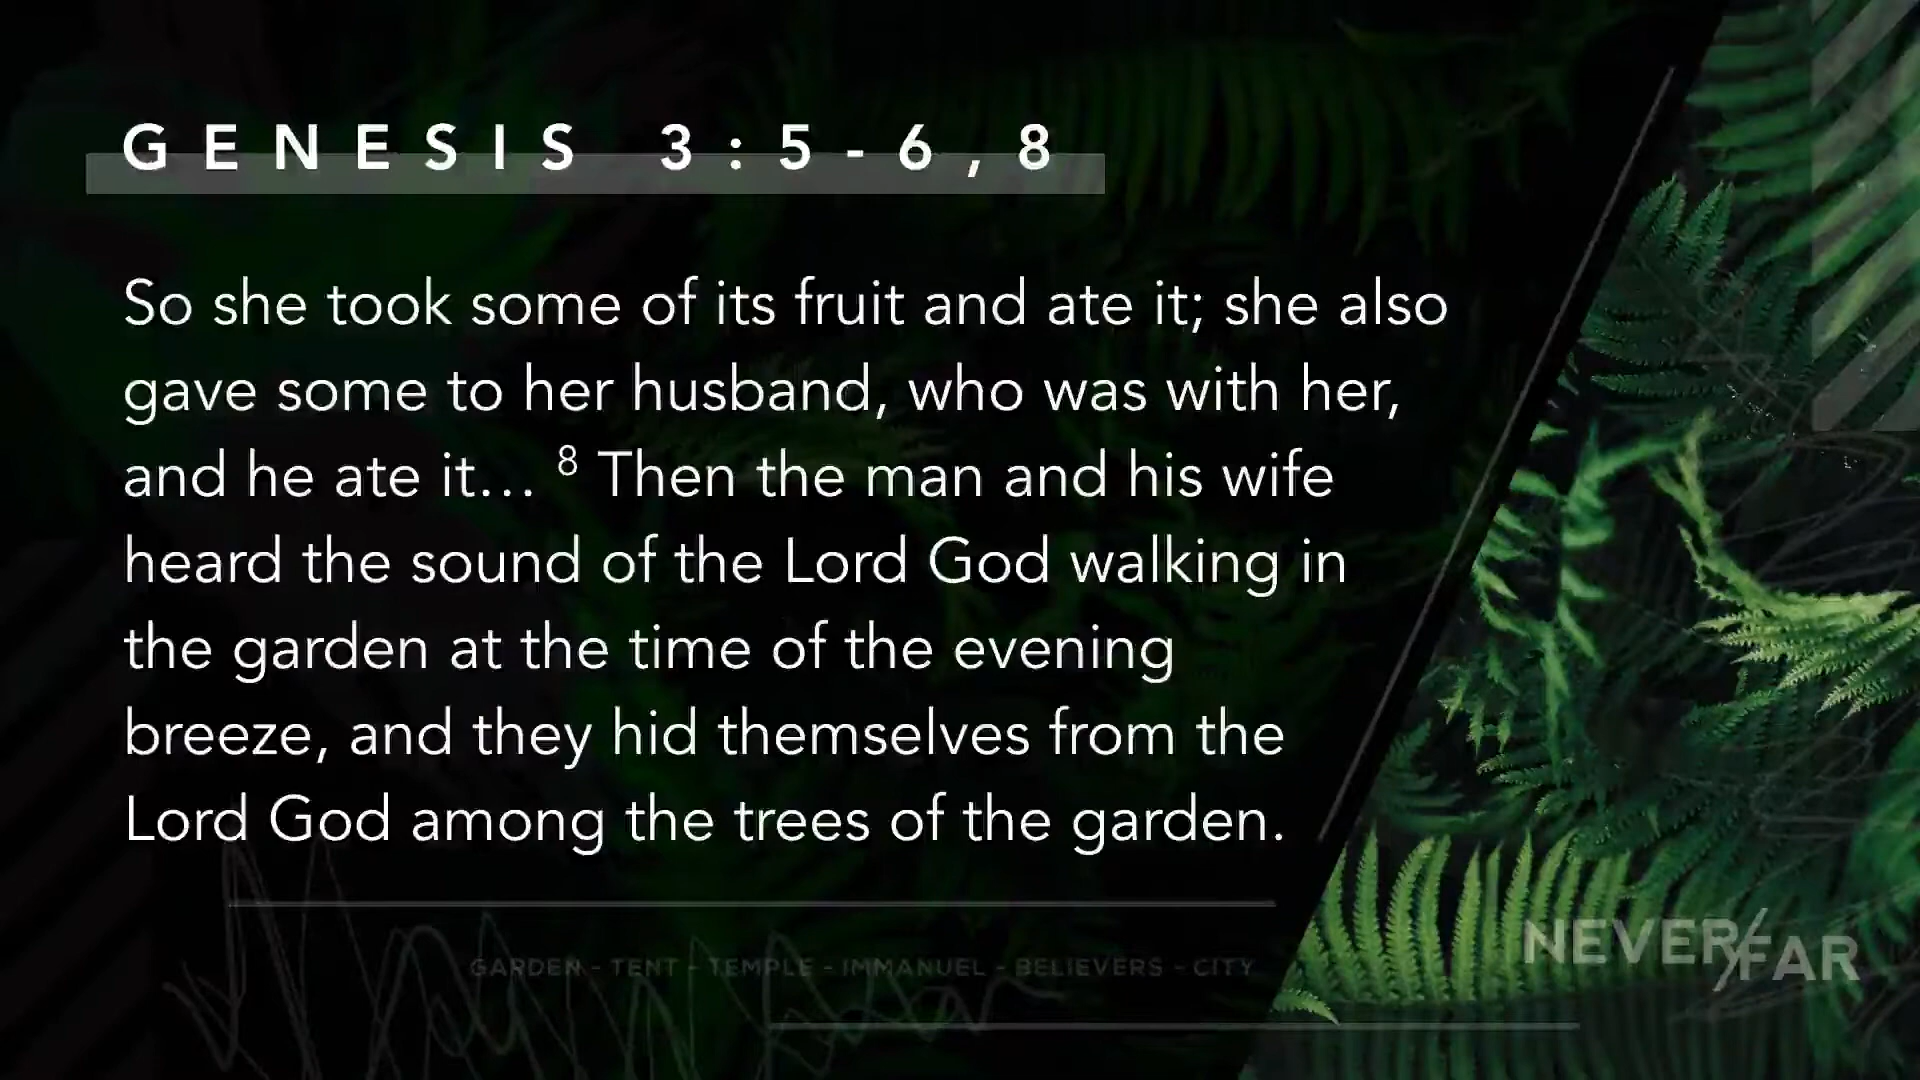 GENESIS 3:5-6,8
So she took some of its fruit and ate it; she also
gave some to her husband, who was with her,
and he ate it… ⁸ Then the man and his wife
heard the sound of the Lord God walking in
the garden at the time of the evening
breeze, and they hid themselves from the
Lord God among the trees of the garden.
GARDEN - TENT - TEMPLE - IMMANUEL - BELIEVERS - CITY
NEVER/FAR